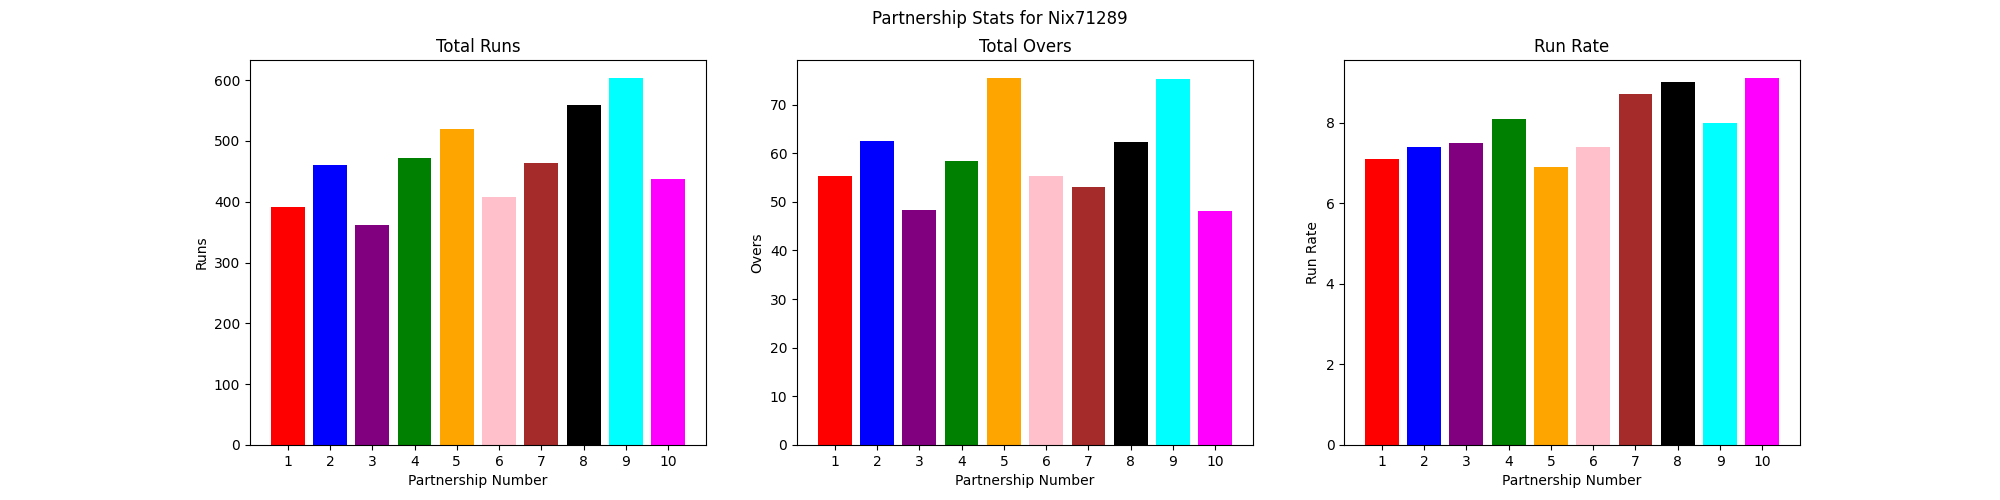 Partnership Stats for Nix71289
Total Runs
Runs
600
500
400
300
200
100
0
1 2 3 4 5 6 7 8 9 10
Partnership Number
Total Overs
Overs
70
60
50
40
30
20
10
0
1 2 3 4 5 6 7 8 9 10
Partnership Number
Run Rate
Run Rate
8
6
4
2
0
1 2 3 4 5 6 7 8 9 10
Partnership Number